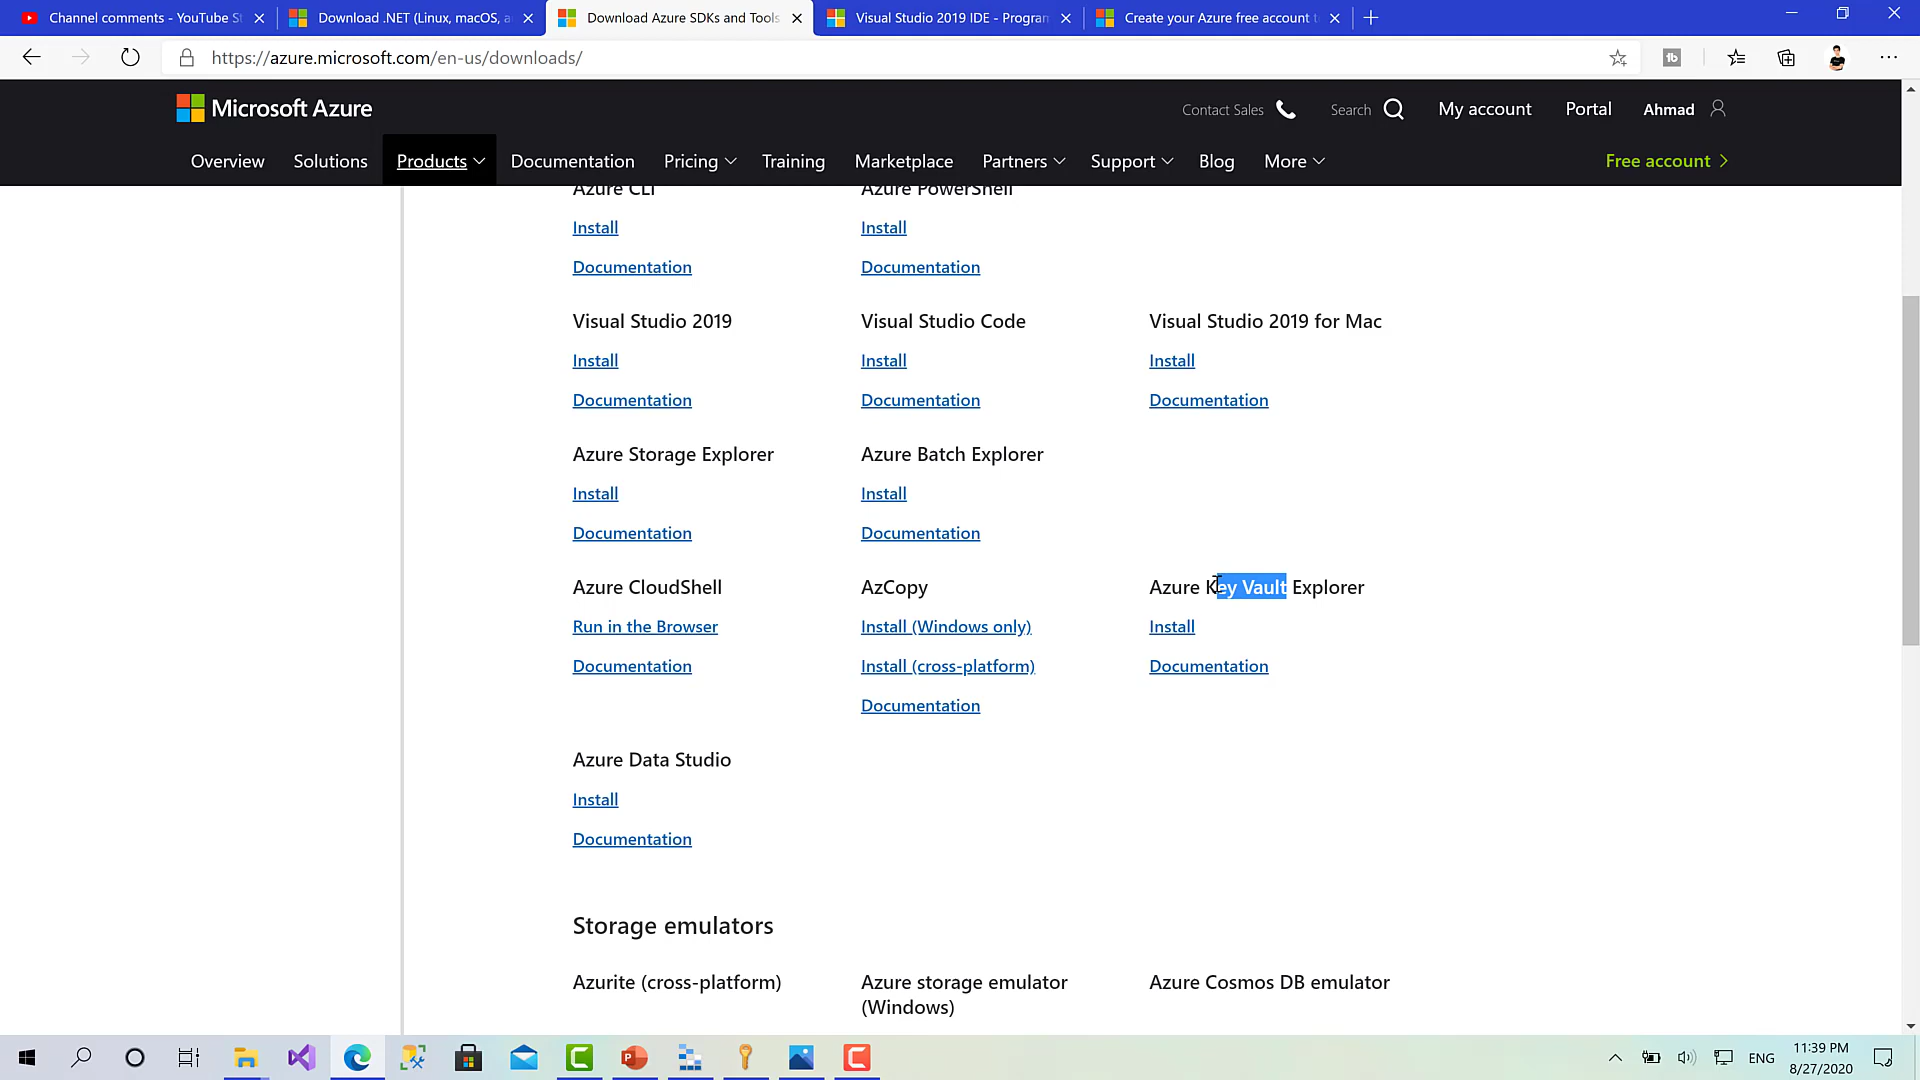 Channel comments - YouTube St
Download .NET (Linux, macOS, a
Download Azure SDKs and Tools
Visual Studio 2019 IDE - Program
Create your Azure free account to
https://azure.microsoft.com/en-us/downloads/
Microsoft Azure
Contact Sales
Search
My account
Portal
Ahmad
Overview
Solutions
Products
Documentation
Pricing
Training
Marketplace
Partners
Support
Blog
More
Free account
Azure CLI
Azure PowerShell
Install
Install
Documentation
Documentation
Visual Studio 2019
Visual Studio Code
Visual Studio 2019 for Mac
Install
Install
Install
Documentation
Documentation
Documentation
Azure Storage Explorer
Azure Batch Explorer
Install
Install
Documentation
Documentation
Azure CloudShell
AzCopy
Azure Key Vault Explorer
Run in the Browser
Install (Windows only)
Install
Documentation
Install (cross-platform)
Documentation
Documentation
Azure Data Studio
Install
Documentation
Storage emulators
Azurite (cross-platform)
Azure storage emulator
(Windows)
Azure Cosmos DB emulator
ENG
11:39 PM
8/27/2020